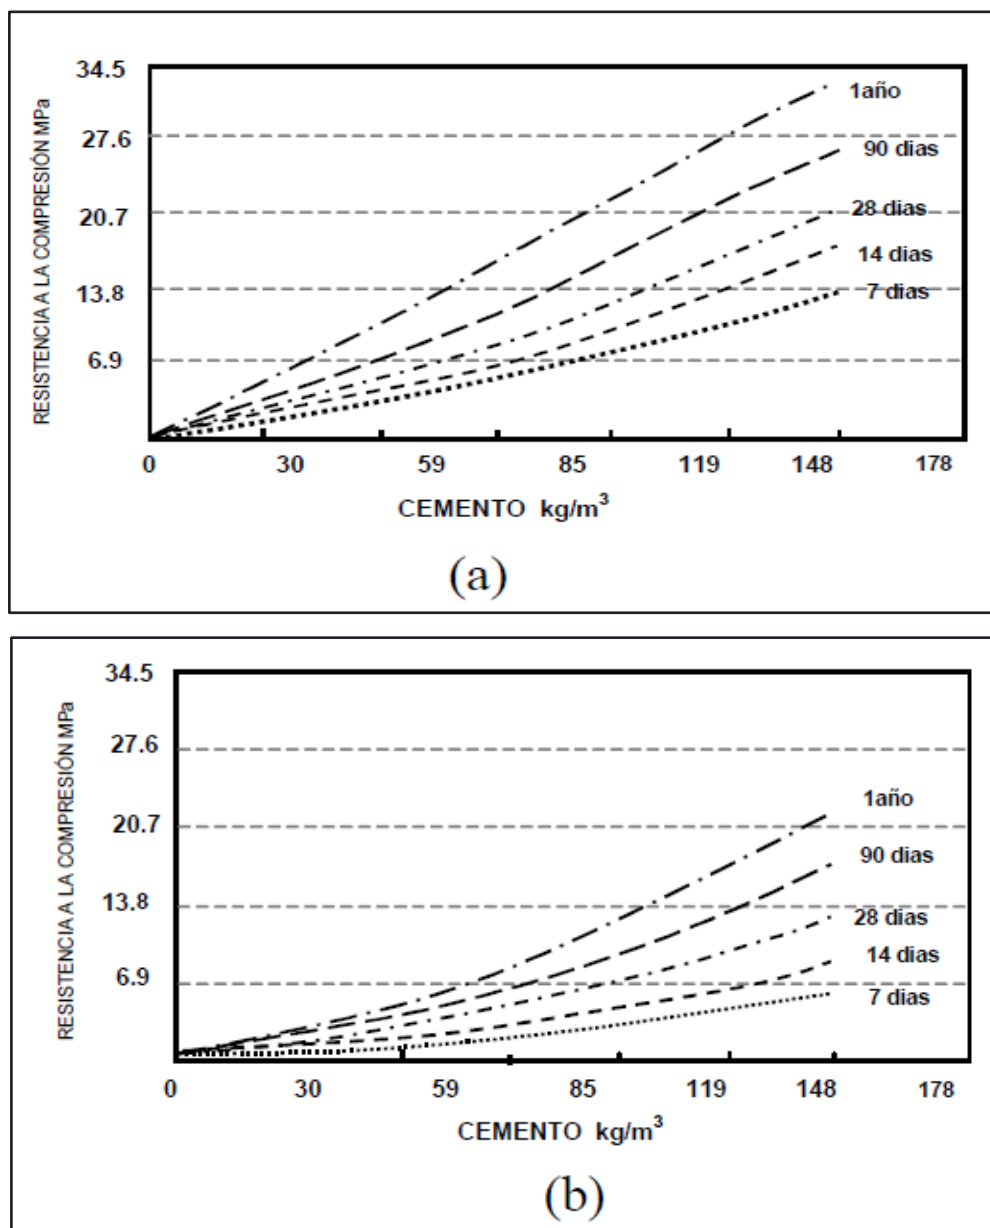 34.5
27.6
20.7
13.8
6.9
RESISTENCIA A LA COMPRESIÓN MPa
1año
90 dias
28 dias
14 dias
7 dias
0 30 59 85 119 148 178
CEMENTO kg/m³
(a)
34.5
27.6
20.7
13.8
6.9
RESISTENCIA A LA COMPRESIÓN MPa
1año
90 dias
28 dias
14 dias
7 dias
0 30 59 85 119 148 178
CEMENTO kg/m³
(b)